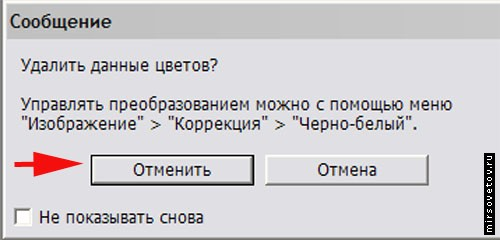 Сообщение
Удалить данные цветов?
Управлять преобразованием можно с помощью меню
"Изображение" > "Коррекция" > "Черно-белый".
Отменить
Отмена
Не показывать снова
mirsovetov.ru